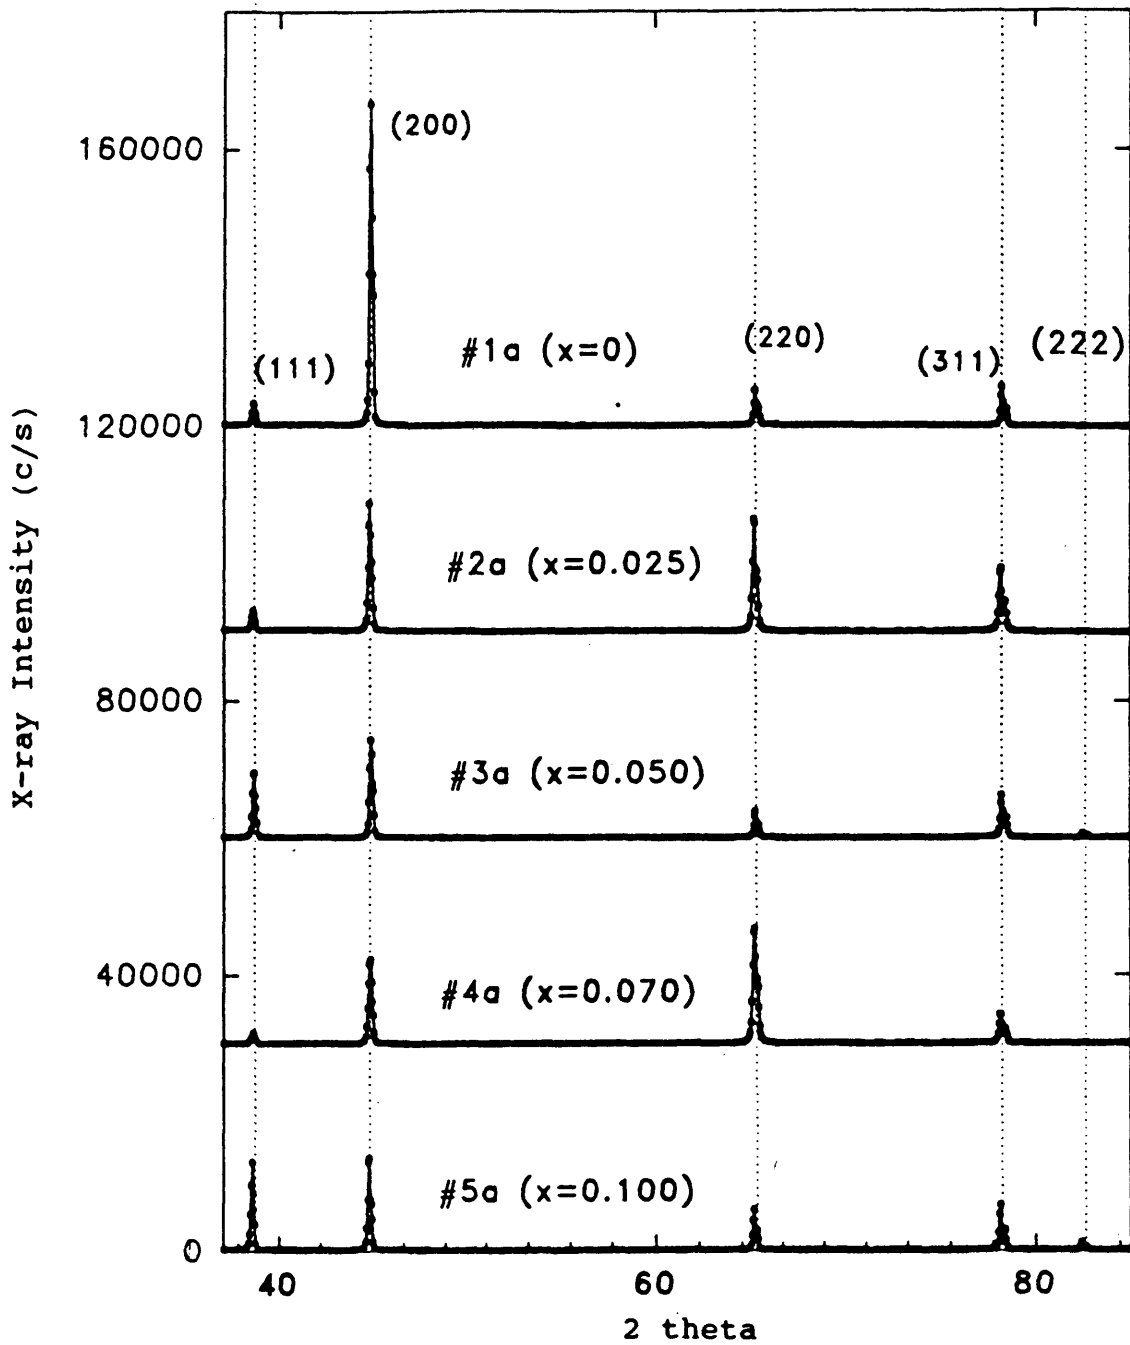 160000
(200)
#1a (x=0)
(220)
(222)
(111)
(311)
120000
#2a (x=0.025)
80000
#3a (x=0.050)
40000
#4a (x=0.070)
#5a (x=0.100)
0
40
60
80
2 theta
X-ray Intensity (c/s)